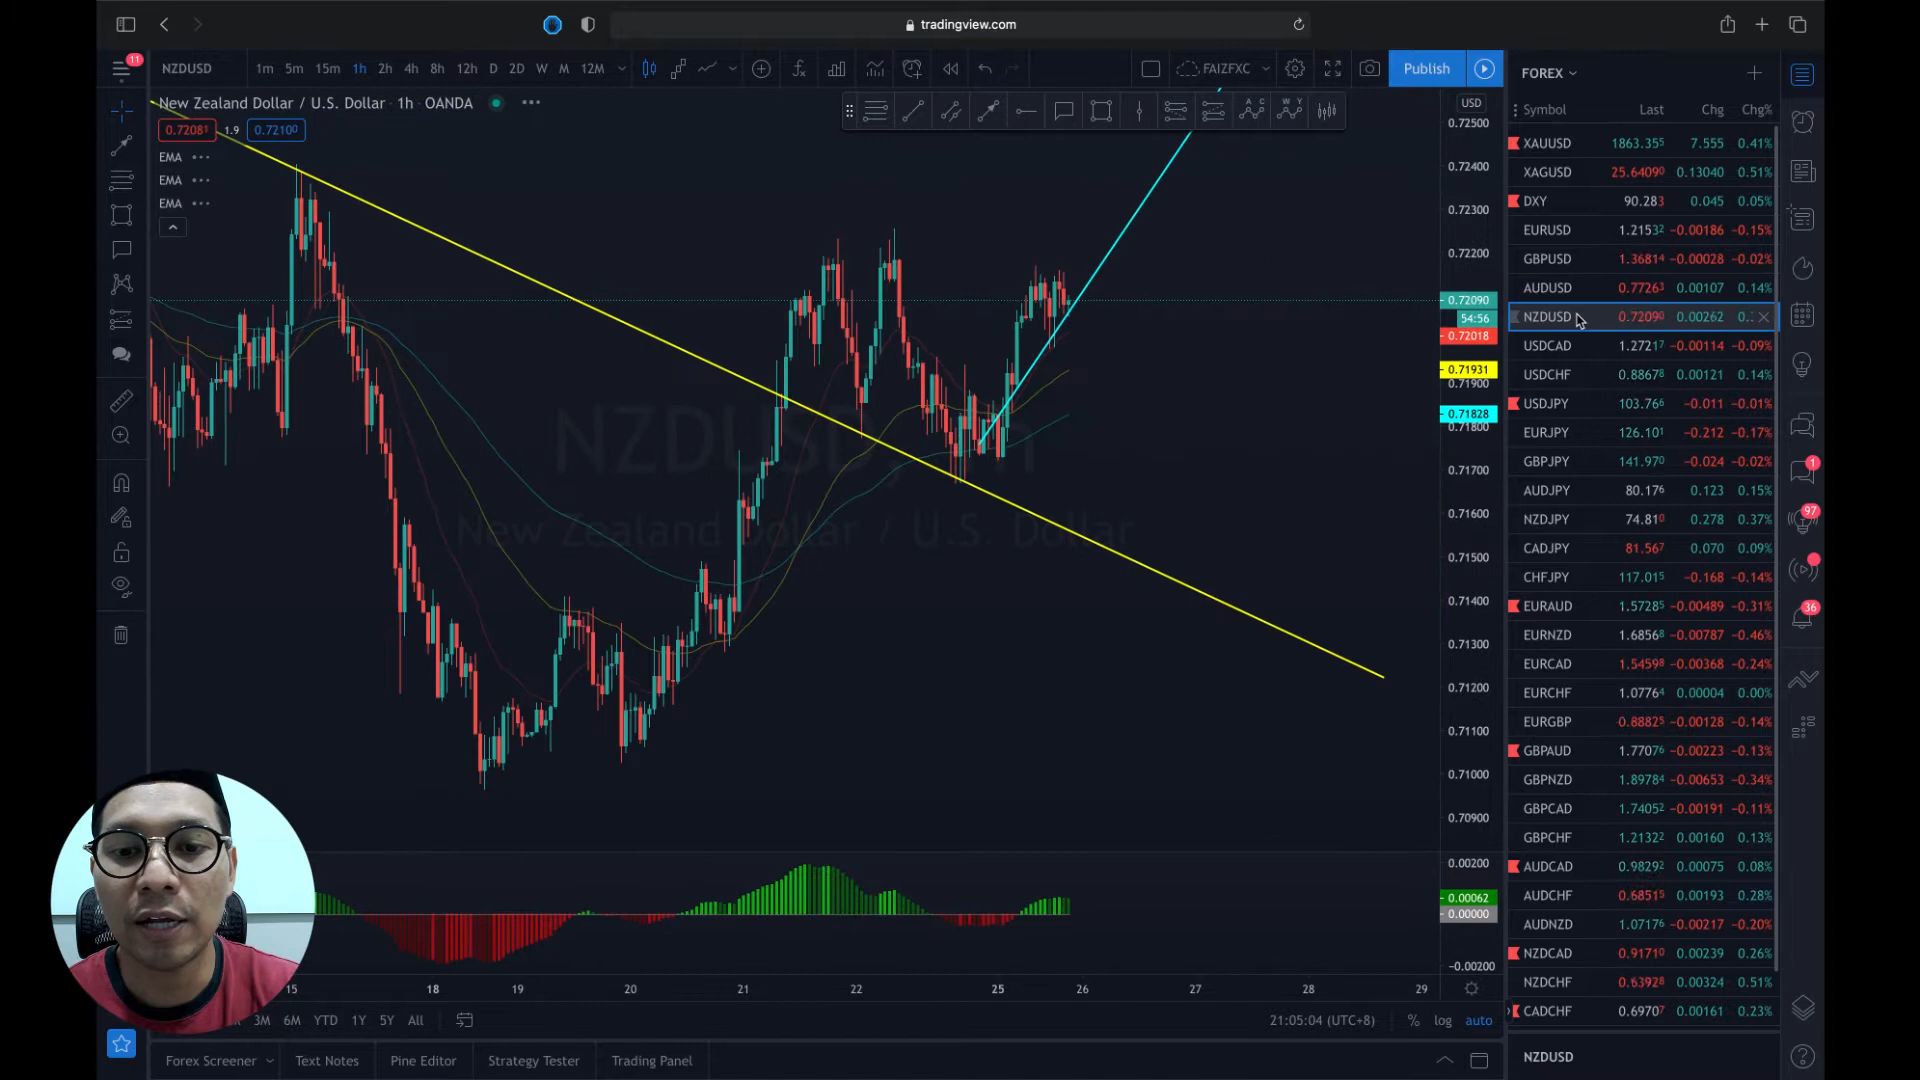 tradingview.com
11
NZDUSD 1m 5m 15m 1h 2h 4h 8h 12h D 2D W M 12M FAIZFXC Publish
New Zealand Dollar / U.S. Dollar · 1h · OANDA
0.72081 1.9 0.72100
EMA
EMA
EMA
A C
W Y
USD
0.72500
0.72400
0.72300
0.72200
0.72090
54:56
0.72018
0.71931
0.71900
0.71828
0.71800
0.71700
0.71600
0.71500
0.71400
0.71300
0.71200
0.71100
0.71000
0.70900
0.00200
0.00062
0.00000
−0.00200
NZDUSD, 1h
New Zealand Dollar / U.S. Dollar
15 18 19 20 21 22 25 26 27 28 29
3M 6M YTD 1Y 5Y All
21:05:04 (UTC+8) % log auto
Forex Screener Text Notes Pine Editor Strategy Tester Trading Panel
FOREX
Symbol Last Chg Chg%
XAUUSD 1863.355 7.555 0.41%
XAGUSD 25.64090 0.13040 0.51%
DXY 90.283 0.045 0.05%
EURUSD 1.21532 −0.00186 −0.15%
GBPUSD 1.36814 −0.00028 −0.02%
AUDUSD 0.77263 0.00107 0.14%
NZDUSD 0.72090 0.00262
USDCAD 1.27217 −0.00114 −0.09%
USDCHF 0.88678 0.00121 0.14%
USDJPY 103.766 −0.011 −0.01%
EURJPY 126.101 −0.212 −0.17%
GBPJPY 141.970 −0.024 −0.02%
AUDJPY 80.176 0.123 0.15%
NZDJPY 74.810 0.278 0.37%
CADJPY 81.567 0.070 0.09%
CHFJPY 117.015 −0.168 −0.14%
EURAUD 1.57285 −0.00489 −0.31%
EURNZD 1.68568 −0.00787 −0.46%
EURCAD 1.54598 −0.00368 −0.24%
EURCHF 1.07764 0.00004 0.00%
EURGBP 0.88825 −0.00128 −0.14%
GBPAUD 1.77076 −0.00223 −0.13%
GBPNZD 1.89784 −0.00653 −0.34%
GBPCAD 1.74052 −0.00191 −0.11%
GBPCHF 1.21322 0.00160 0.13%
AUDCAD 0.98292 0.00075 0.08%
AUDCHF 0.68515 0.00193 0.28%
AUDNZD 1.07176 −0.00217 −0.20%
NZDCAD 0.91710 0.00239 0.26%
NZDCHF 0.63928 0.00324 0.51%
CADCHF 0.69707 0.00161 0.23%
NZDUSD
1
97
36